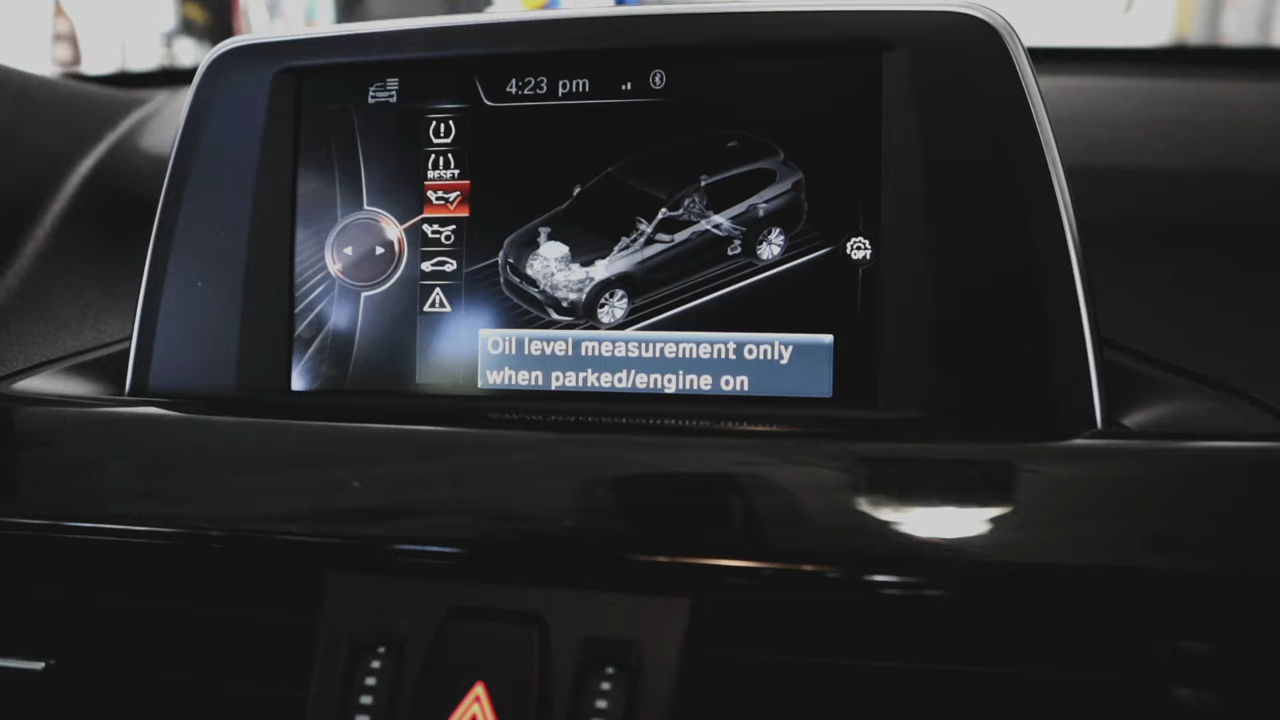 4:23 pm
RESET
OPT
Oil level measurement only
when parked/engine on